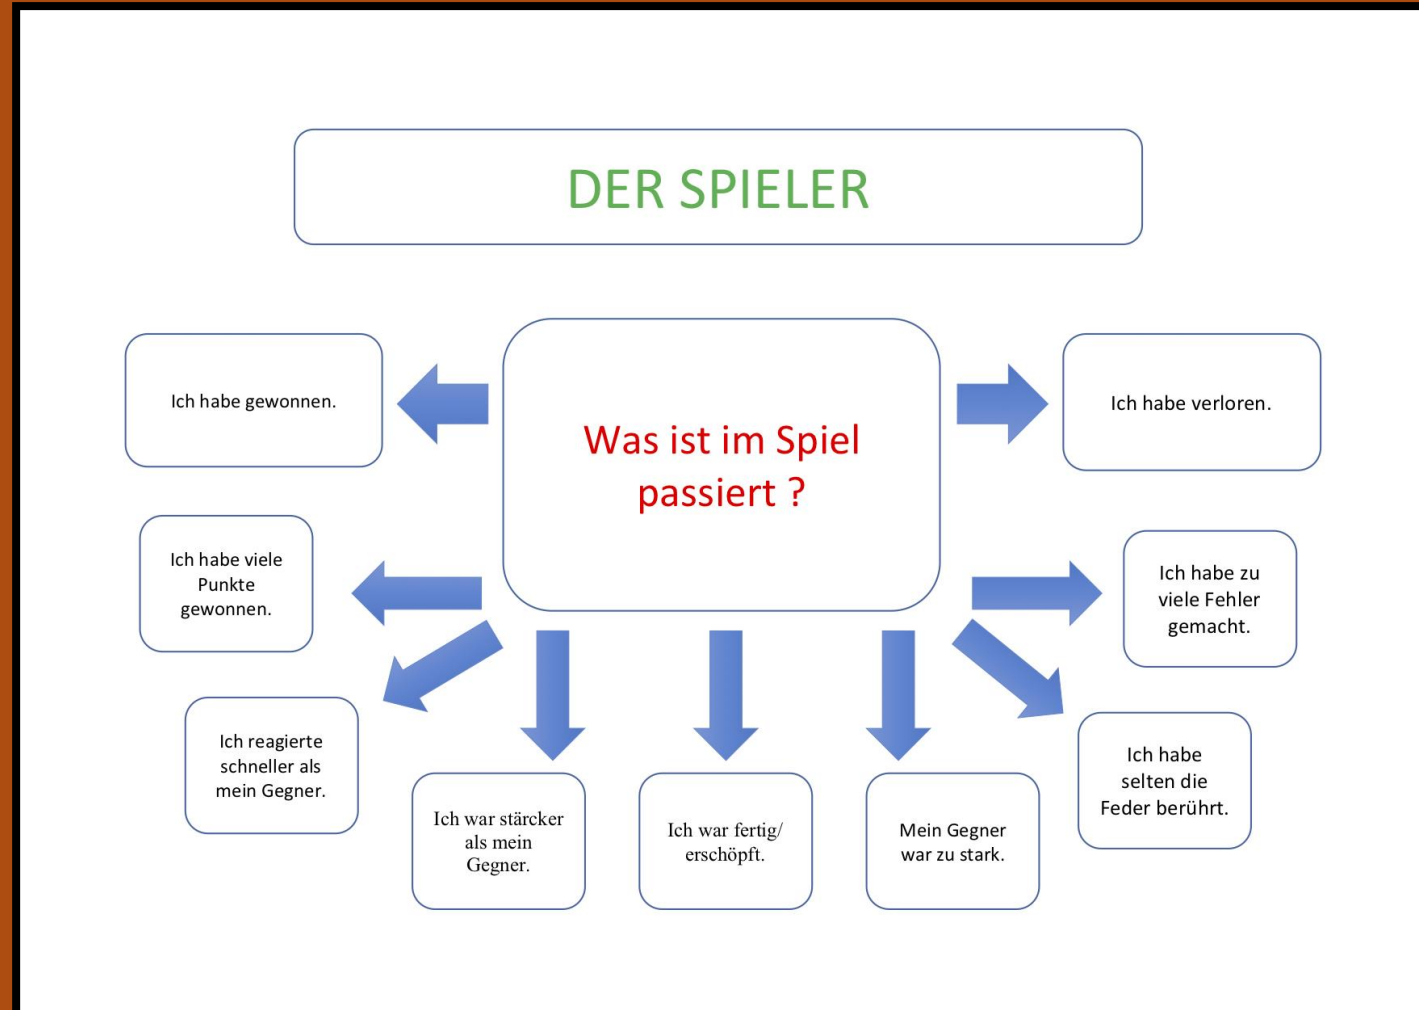 DER SPIELER
Was ist im Spiel
passiert ?
Ich habe gewonnen.
Ich habe verloren.
Ich habe viele
Punkte
gewonnen.
Ich habe zu
viele Fehler
gemacht.
Ich reagierte
schneller als
mein Gegner.
Ich war stärcker
als mein
Gegner.
Ich war fertig/
erschöpft.
Mein Gegner
war zu stark.
Ich habe
selten die
Feder berührt.